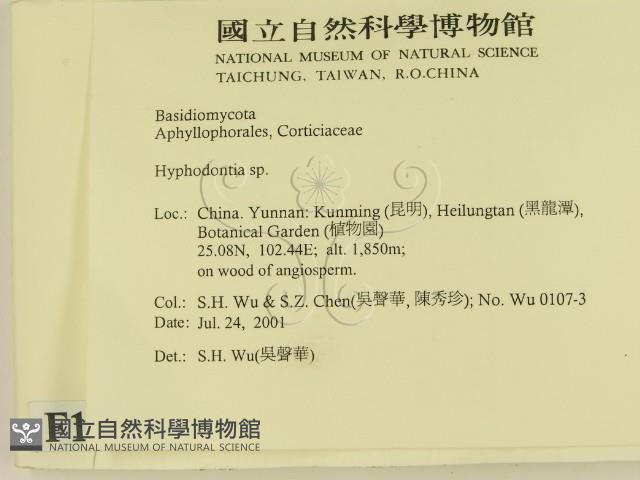 國立自然科學博物館
NATIONAL MUSEUM OF NATURAL SCIENCE
TAICHUNG, TAIWAN, R.O.CHINA
Basidiomycota
Aphyllophorales, Corticiaceae
Hyphodontia sp.
Loc.: China. Yunnan: Kunming (昆明), Heilungtan (黑龍潭),
Botanical Garden (植物園)
25.08N, 102.44E; alt. 1,850m;
on wood of angiosperm.
Col.: S.H. Wu & S.Z. Chen(吳聲華, 陳秀珍); No. Wu 0107-3
Date: Jul. 24, 2001
Det.: S.H. Wu(吳聲華)
F1
國立自然科學博物館
NATIONAL MUSEUM OF NATURAL SCIENCE